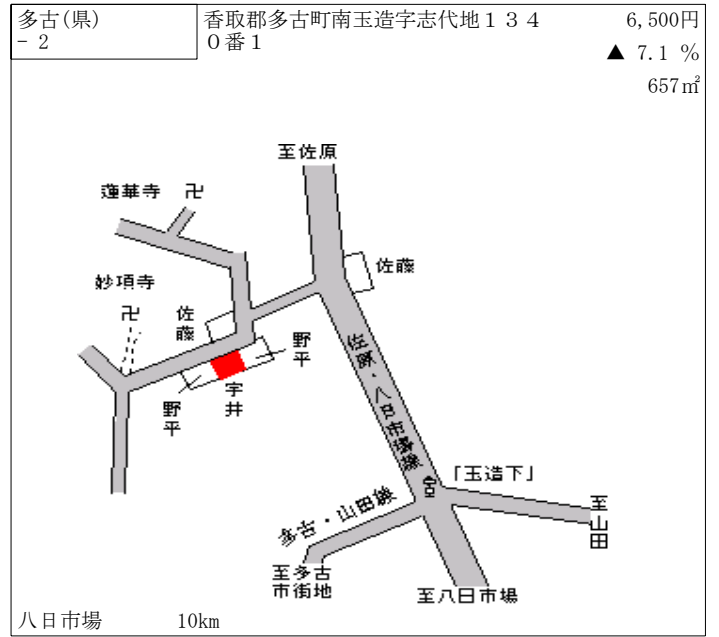 多古(県)
- 2
香取郡多古町南玉造字志代地１３４
０番１
6,500円
▲ 7.1 %
657㎡
至佐原
蓮華寺 卍
妙項寺
卍
佐藤
佐藤
野平
野平
宇井
佐原・八日市場線
「玉造下」
多古・山田線
至山田
至多古
市街地
至八日市場
八日市場 10km